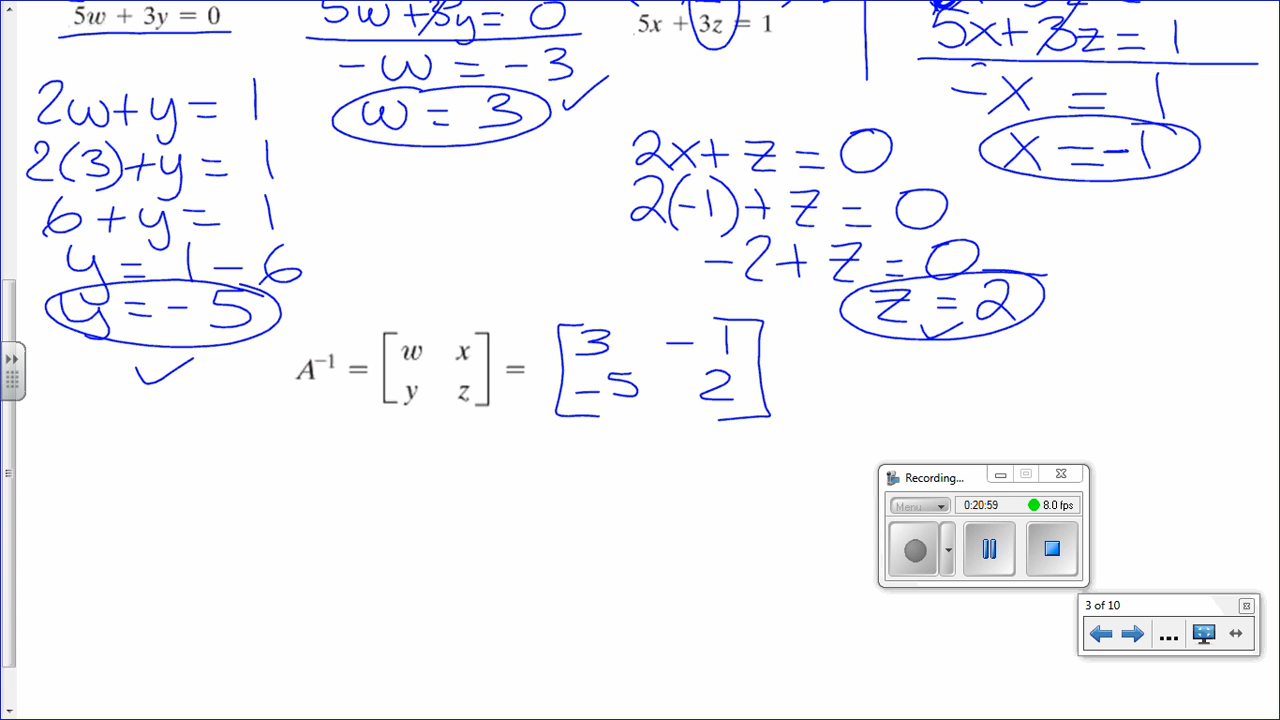 5w + 3y = 0
2w + y = 1
2(3) + y = 1
6 + y = 1
y = 1 - 6
y = -5 ✓
5w + 3y = 0
-w = -3
w = 3 ✓
5x + 3z = 1
2x + z = 0
2(-1) + z = 0
-2 + z = 0
z = 2 ✓
5x + 3z = 1
-x = 1
x = -1
A⁻¹ = [w x
y z] = [3 -1
-5 2]
Recording...
Menu 0:20:59 8.0 fps
3 of 10
...